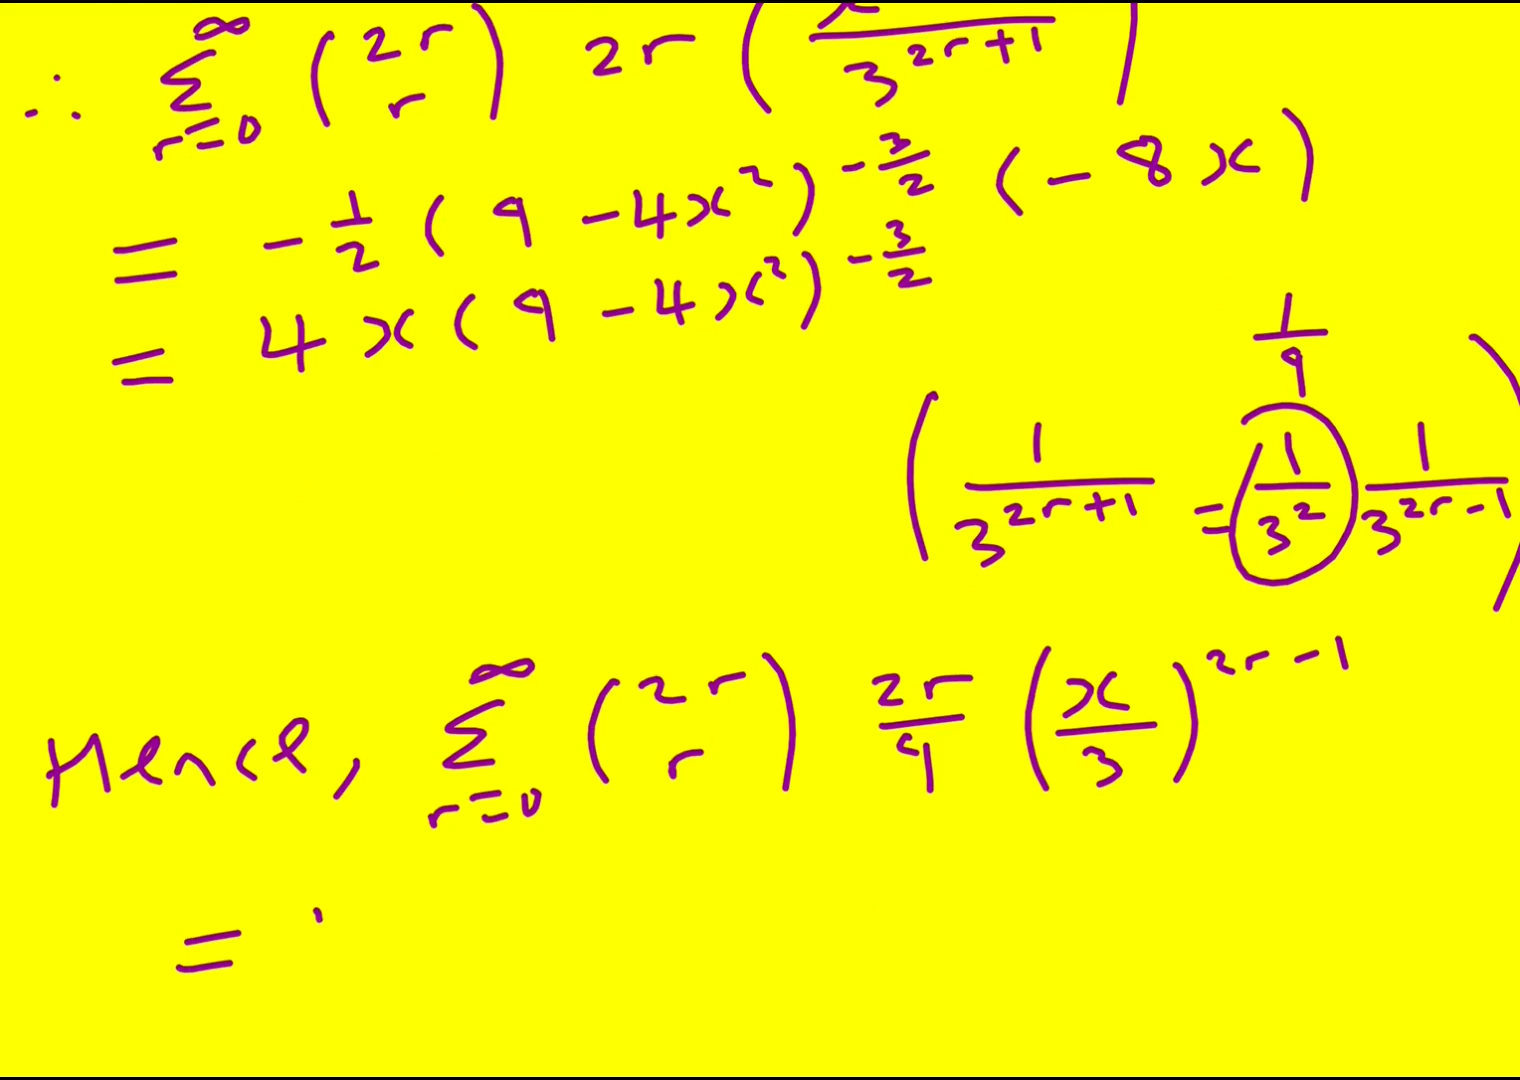 ∴ ∑_{r=0}^{∞} (2r r) 2r ( / 3^{2r+1} )
= -1/2 (9 - 4x²)^{-3/2} (-8x)
= 4x (9 - 4x²)^{-3/2}
1/9
( 1/3^{2r+1} = 1/3² 1/3^{2r-1} )
Hence, ∑_{r=0}^{∞} (2r r) 2r/9 (x/3)^{2r-1}
=